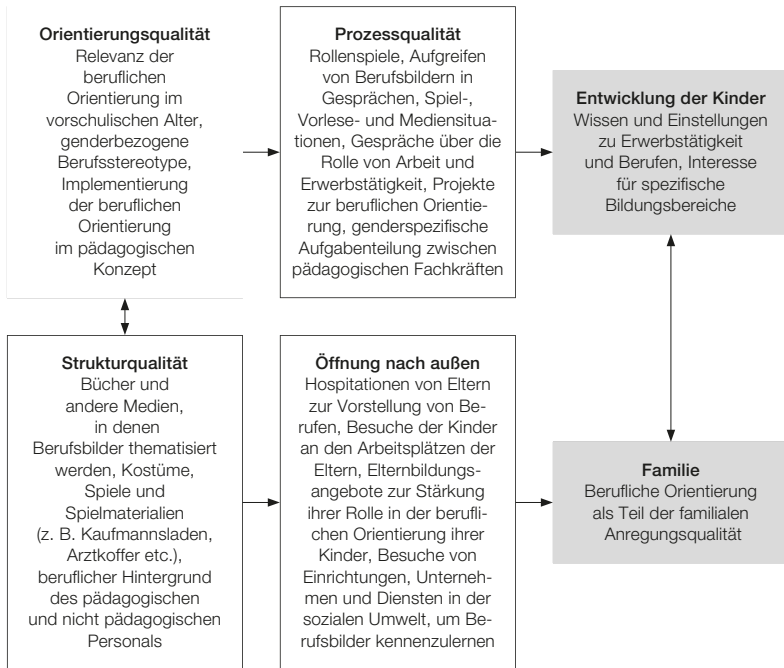 Orientierungsqualität
Relevanz der
beruflichen
Orientierung im
vorschulischen Alter,
genderbezogene
Berufsstereotype,
Implementierung
der beruflichen
Orientierung
im pädagogischen
Konzept
Prozessqualität
Rollenspiele, Aufgreifen
von Berufsbildern in
Gesprächen, Spiel-,
Vorlese- und Mediensitua-
tionen, Gespräche über die
Rolle von Arbeit und
Erwerbstätigkeit, Projekte
zur beruflichen Orientie-
rung, genderspezifische
Aufgabenteilung zwischen
pädagogischen Fachkräften
Entwicklung der Kinder
Wissen und Einstellungen
zu Erwerbstätigkeit
und Berufen, Interesse
für spezifische
Bildungsbereiche
Strukturqualität
Bücher und
andere Medien,
in denen
Berufsbilder thematisiert
werden, Kostüme,
Spiele und
Spielmaterialien
(z. B. Kaufmannsladen,
Arztkoffer etc.),
beruflicher Hintergrund
des pädagogischen
und nicht pädagogischen
Personals
Öffnung nach außen
Hospitationen von Eltern
zur Vorstellung von Be-
rufen, Besuche der Kinder
an den Arbeitsplätzen der
Eltern, Elternbildungs-
angebote zur Stärkung
ihrer Rolle in der berufli-
chen Orientierung ihrer
Kinder, Besuche von
Einrichtungen, Unterneh-
men und Diensten in der
sozialen Umwelt, um Be-
rufsbilder kennenzulernen
Familie
Berufliche Orientierung
als Teil der familialen
Anregungsqualität